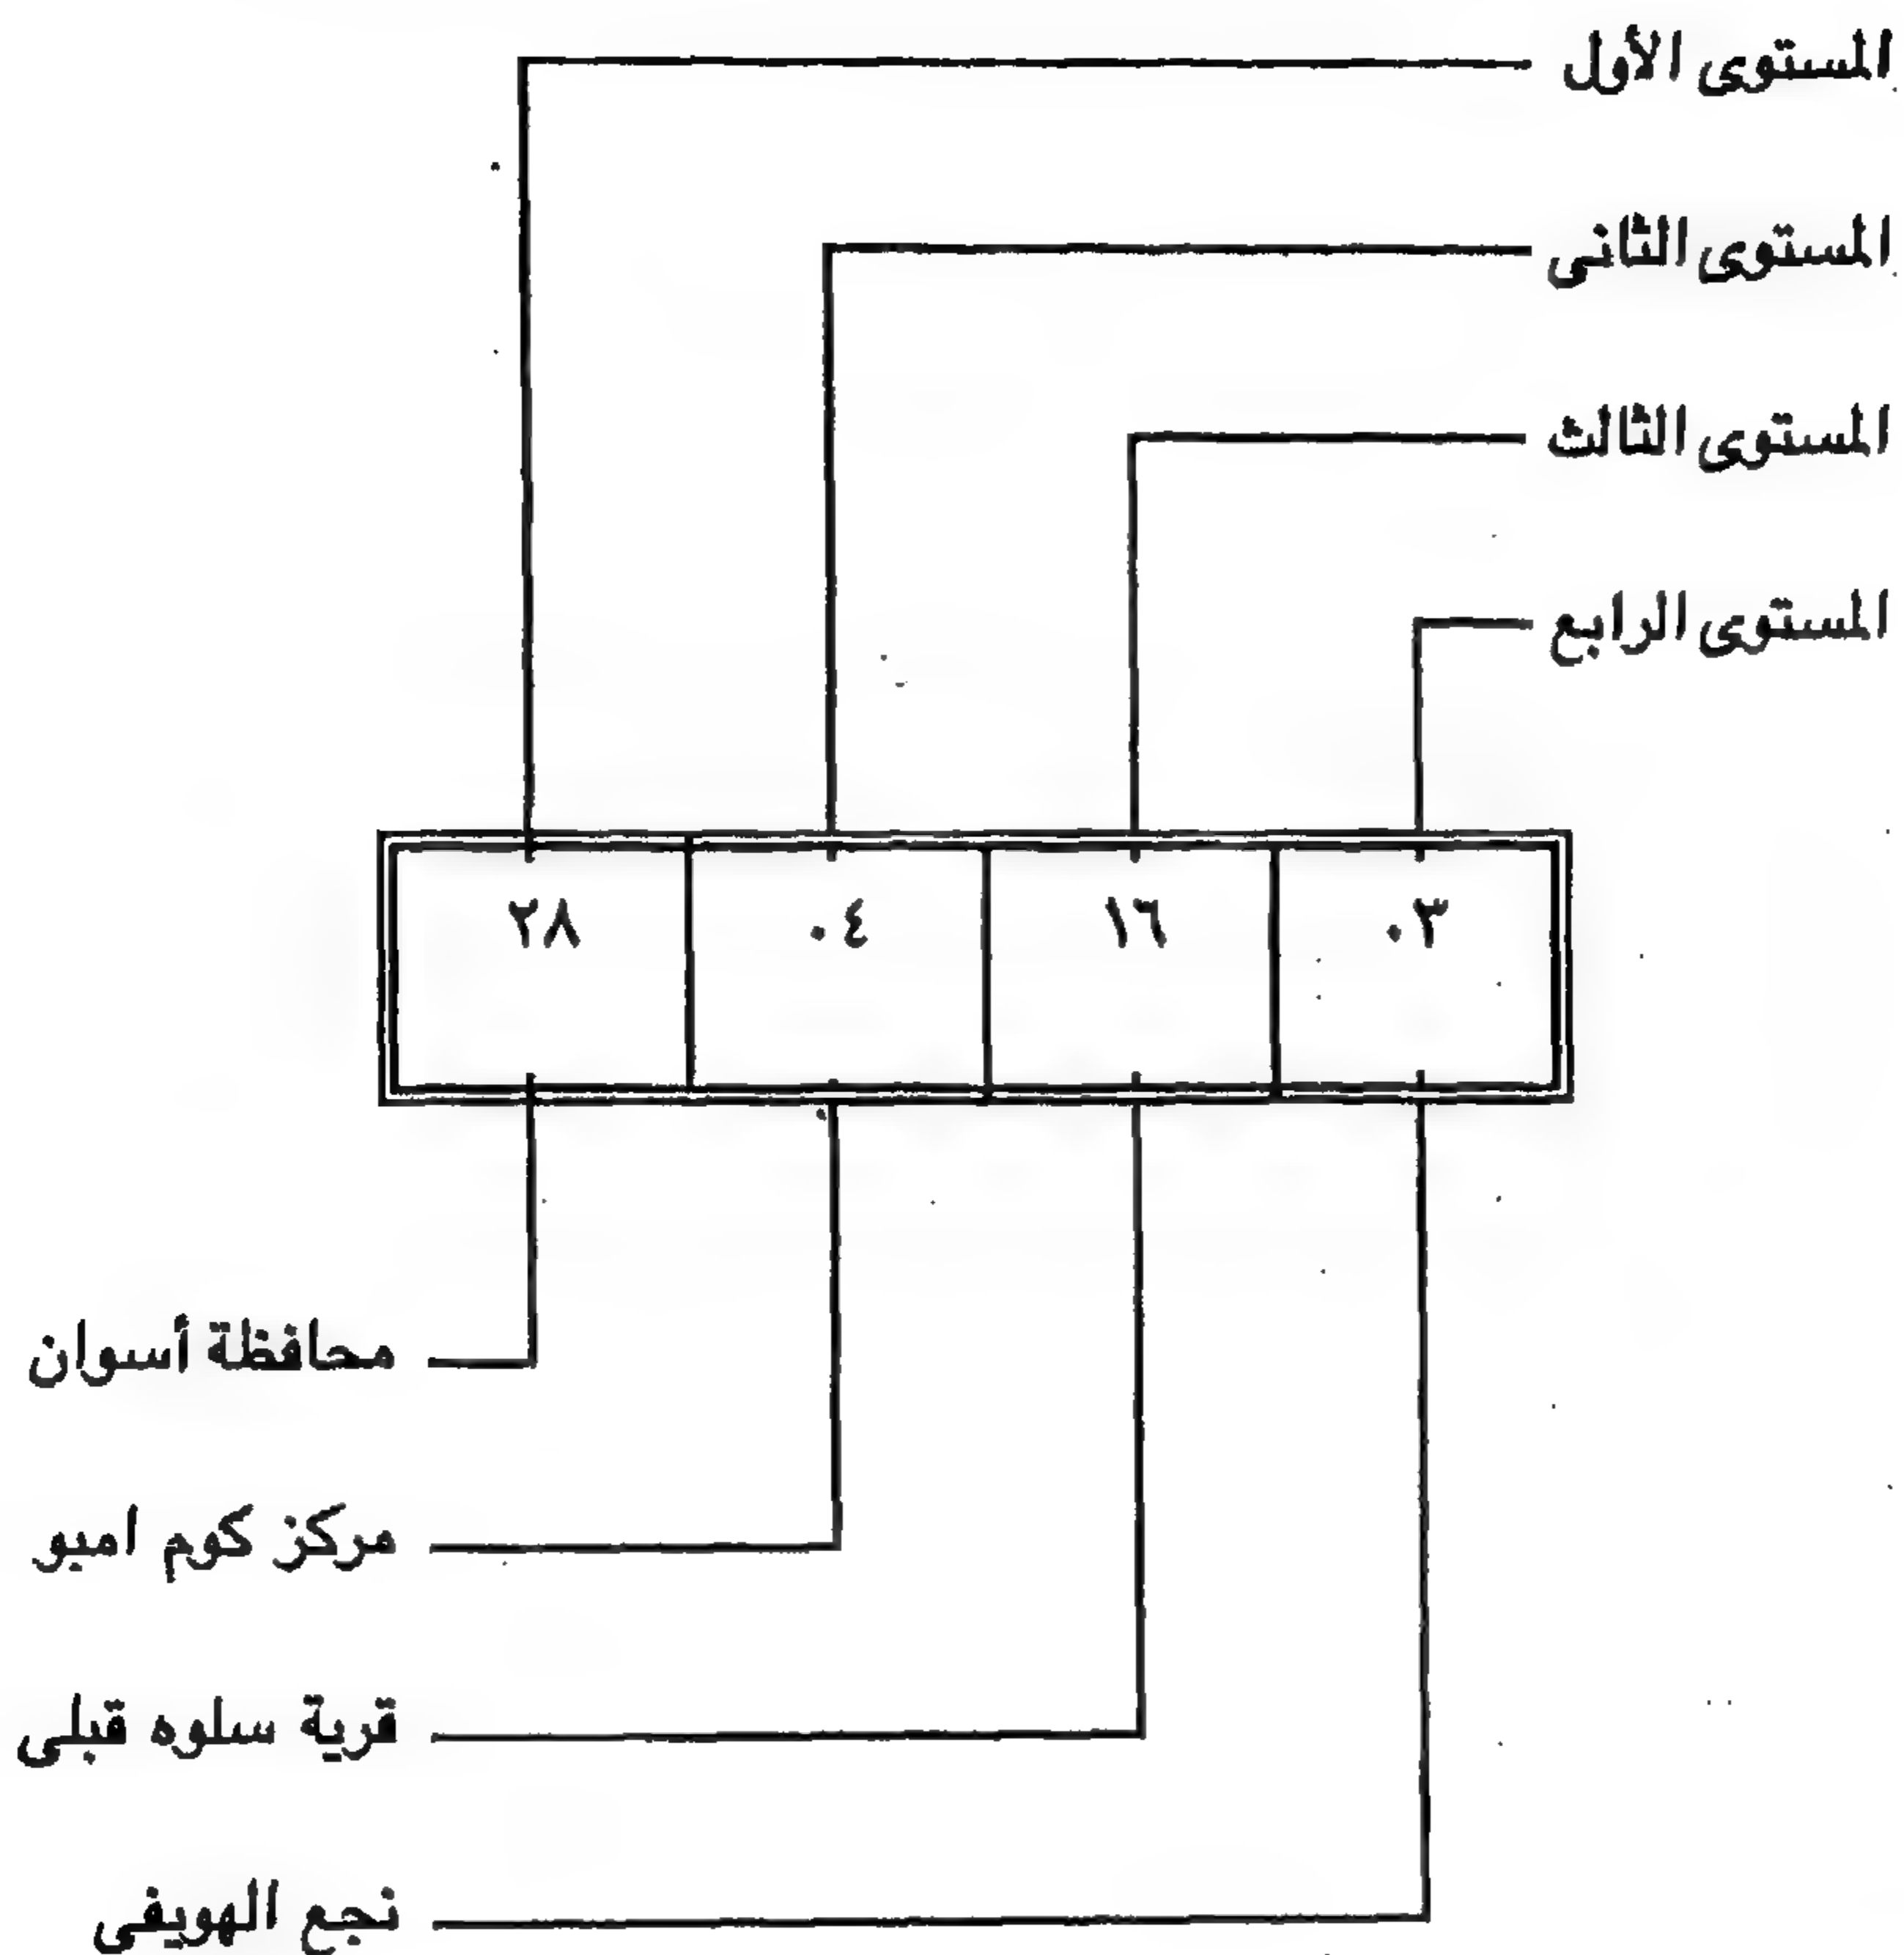 المستوى الأول
المستوى الثانى
المستوى الثالث
المستوى الرابع
٢٨ ٠٤ ١٦ ٠٣
محافظة أسوان
مركز كوم امبو
قرية سلوه قبلى
نجع الهويفى